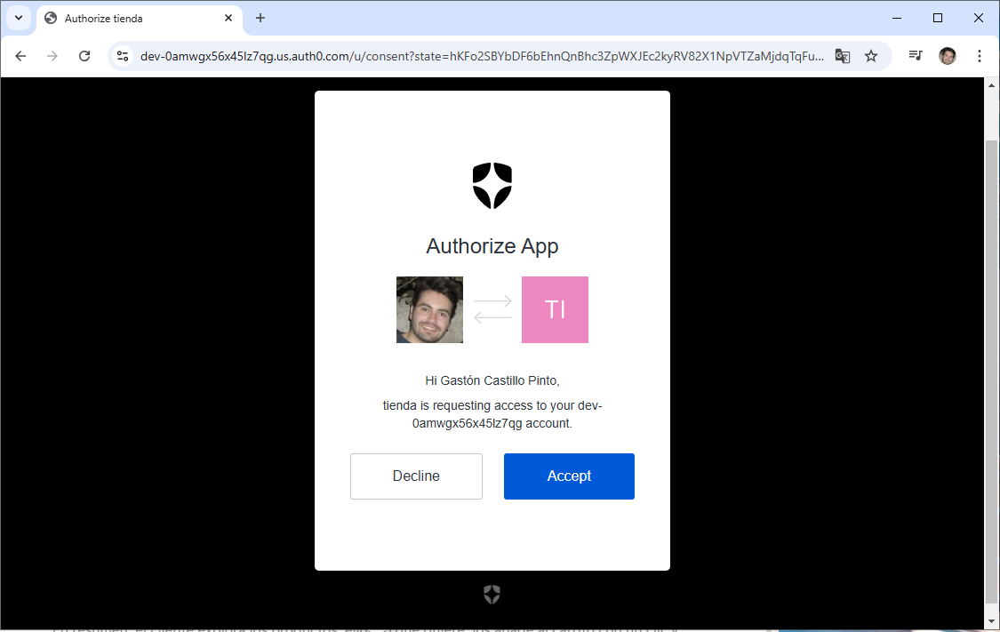 Authorize tienda
dev-0amwgx56x45lz7qg.us.auth0.com/u/consent?state=hKFo2SBYbDF6bEhnQnBhc3ZpWXJEc2kyRV82X1NpVTZaMjdqTqFu...
Authorize App
TI
Hi Gastón Castillo Pinto,
tienda is requesting access to your dev-
0amwgx56x45lz7qg account.
Decline
Accept